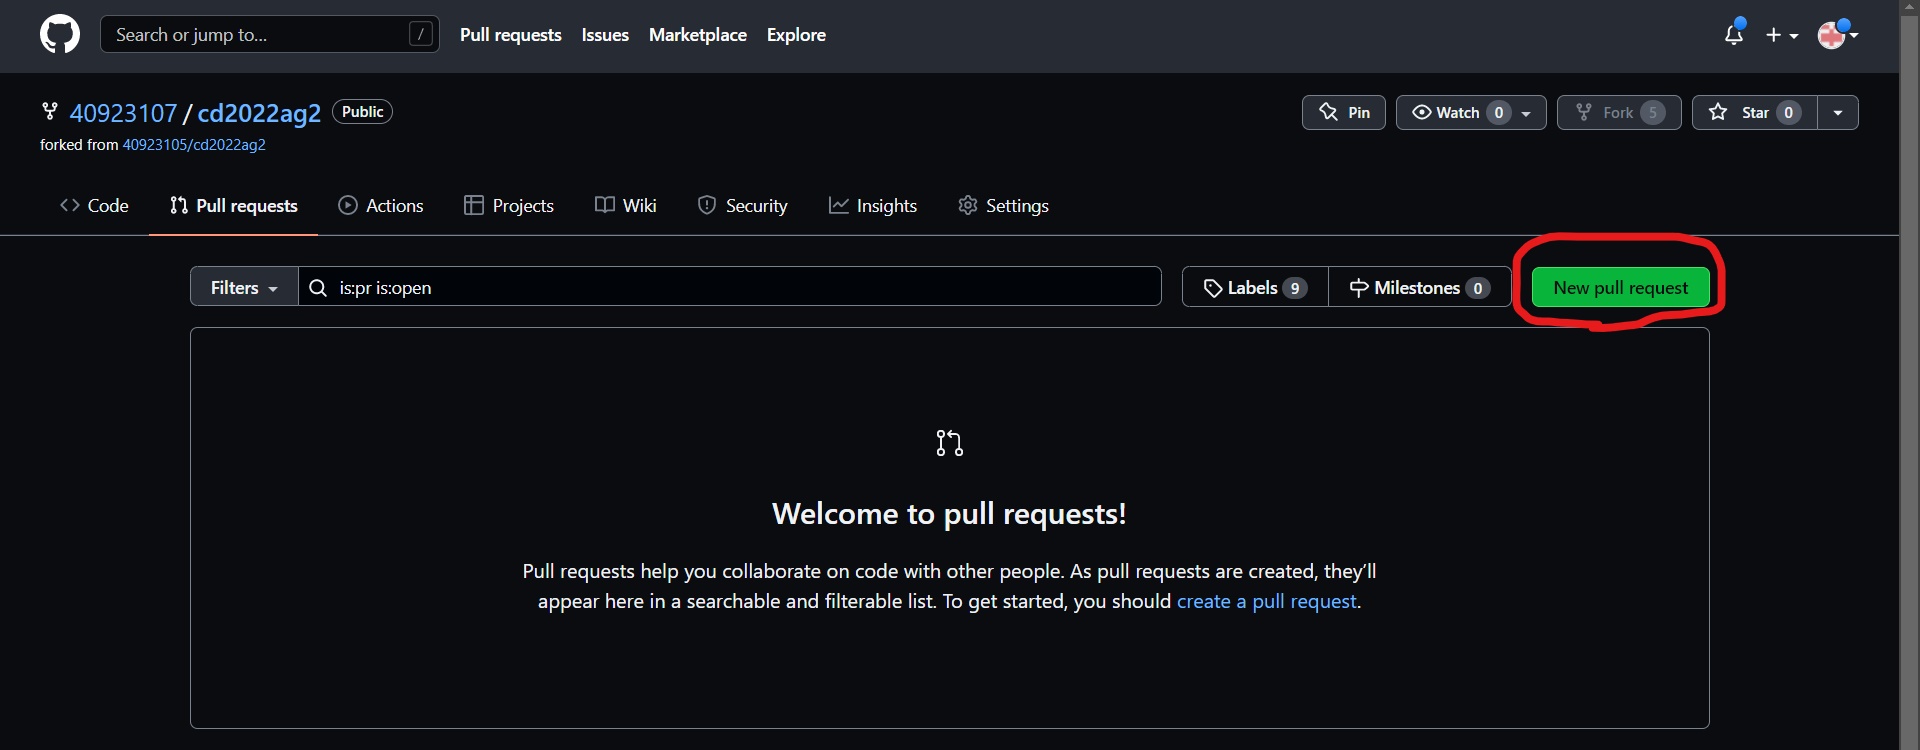 Search or jump to... / Pull requests Issues Marketplace Explore
40923107 / cd2022ag2 Public Pin Watch 0 Fork 5 Star 0
forked from 40923105/cd2022ag2
Code Pull requests Actions Projects Wiki Security Insights Settings
Filters is:pr is:open Labels 9 Milestones 0 New pull request
Welcome to pull requests!
Pull requests help you collaborate on code with other people. As pull requests are created, they’ll
appear here in a searchable and filterable list. To get started, you should create a pull request.